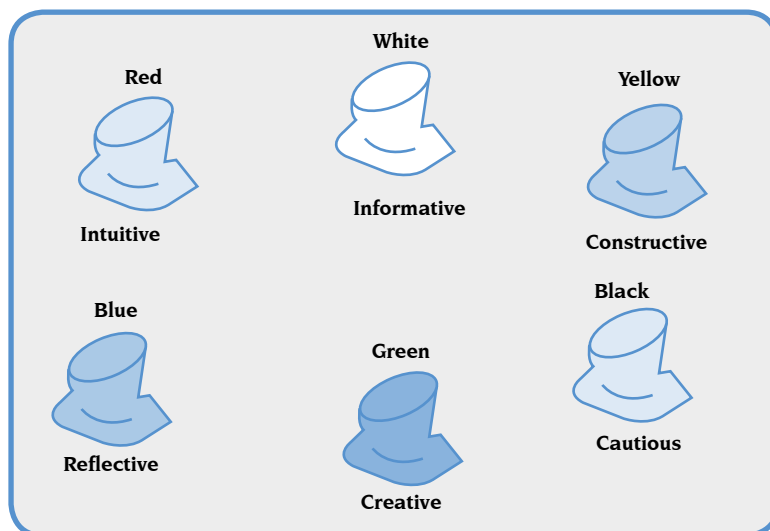 White
Informative
Red
Intuitive
Yellow
Constructive
Blue
Reflective
Green
Creative
Black
Cautious